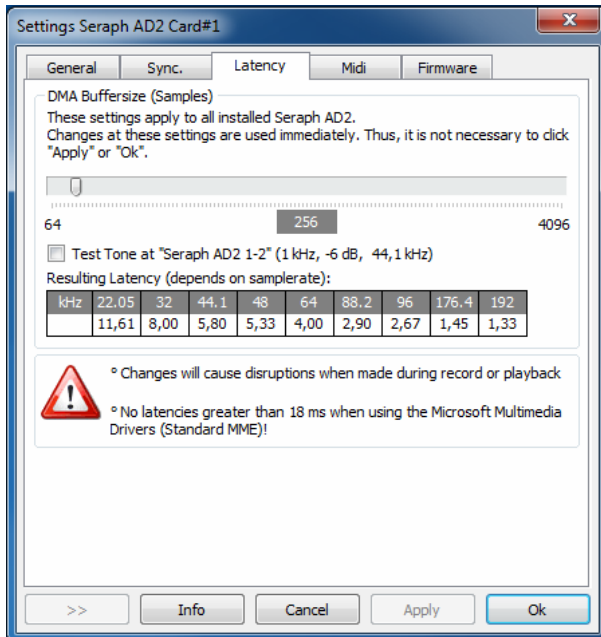 Settings Seraph AD2 Card#1
General Sync. Latency Midi Firmware
DMA Buffersize (Samples)
These settings apply to all installed Seraph AD2.
Changes at these settings are used immediately. Thus, it is not necessary to click
"Apply" or "Ok".
64 256 4096
Test Tone at "Seraph AD2 1-2" (1 kHz, -6 dB, 44,1 kHz)
Resulting Latency (depends on samplerate):
kHz 22.05 32 44.1 48 64 88.2 96 176.4 192
11,61 8,00 5,80 5,33 4,00 2,90 2,67 1,45 1,33
° Changes will cause disruptions when made during record or playback
° No latencies greater than 18 ms when using the Microsoft Multimedia
Drivers (Standard MME)!
>> Info Cancel Apply Ok